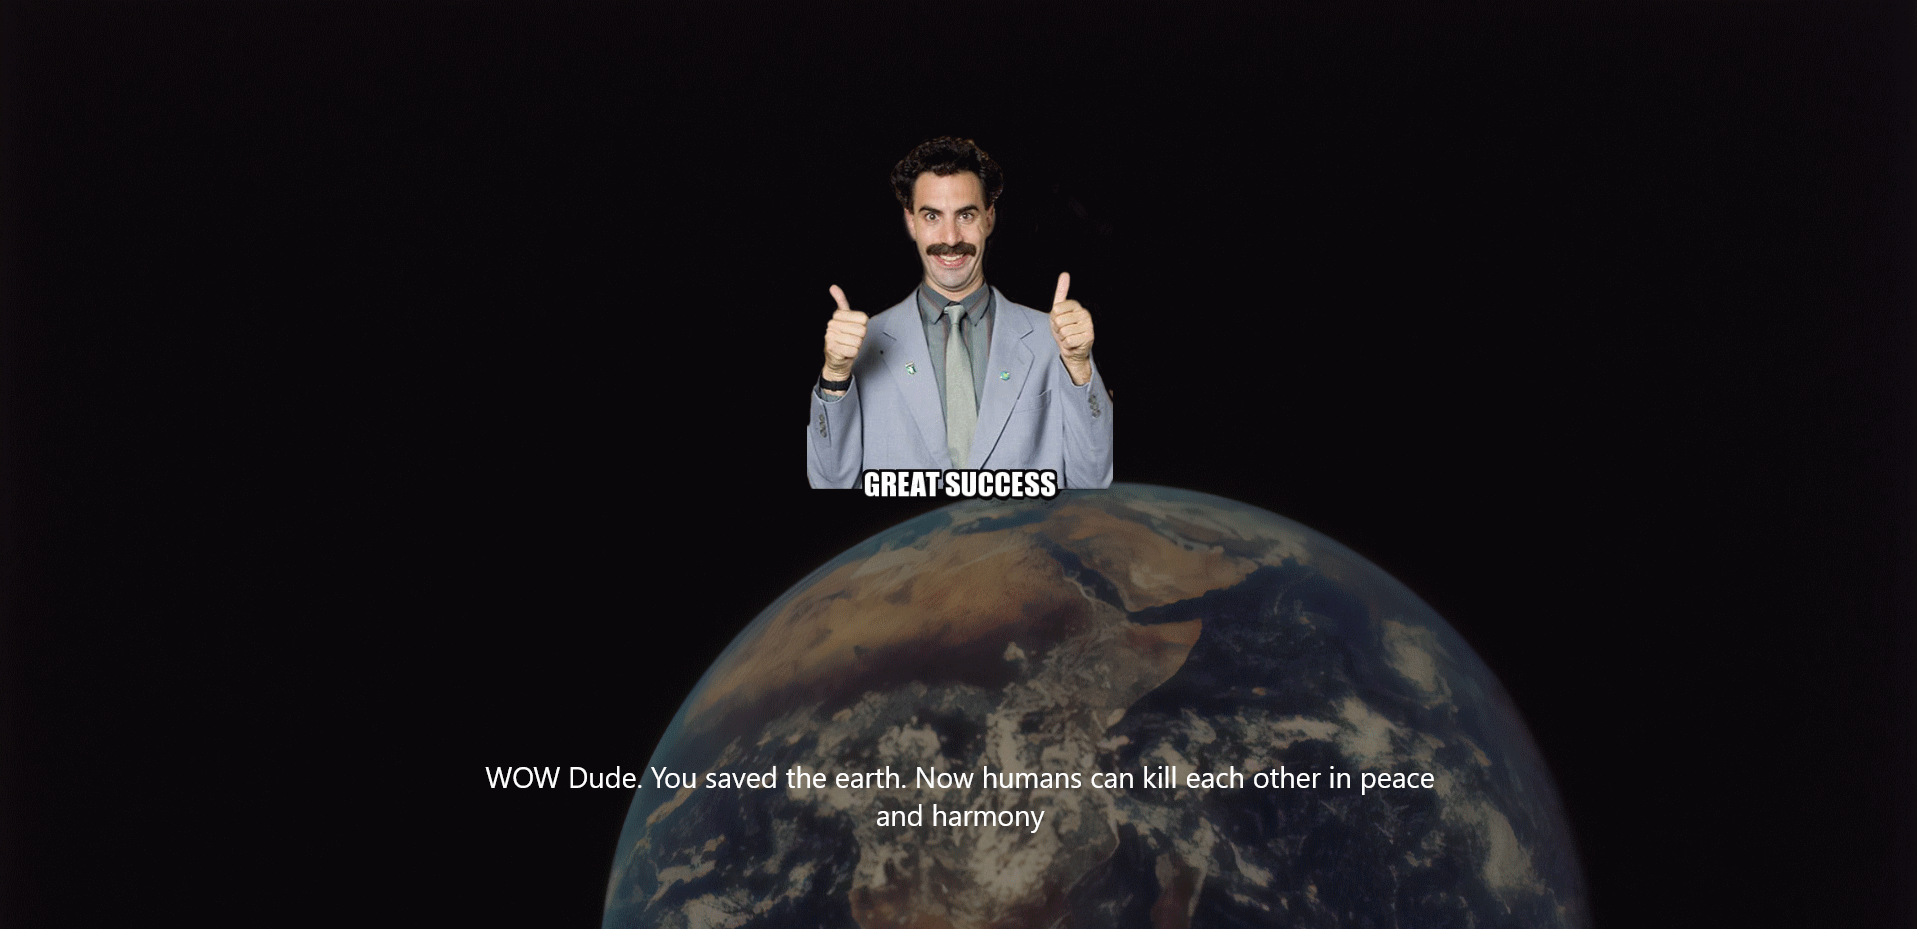 GREAT SUCCESS
WOW Dude. You saved the earth. Now humans can kill each other in peace
and harmony